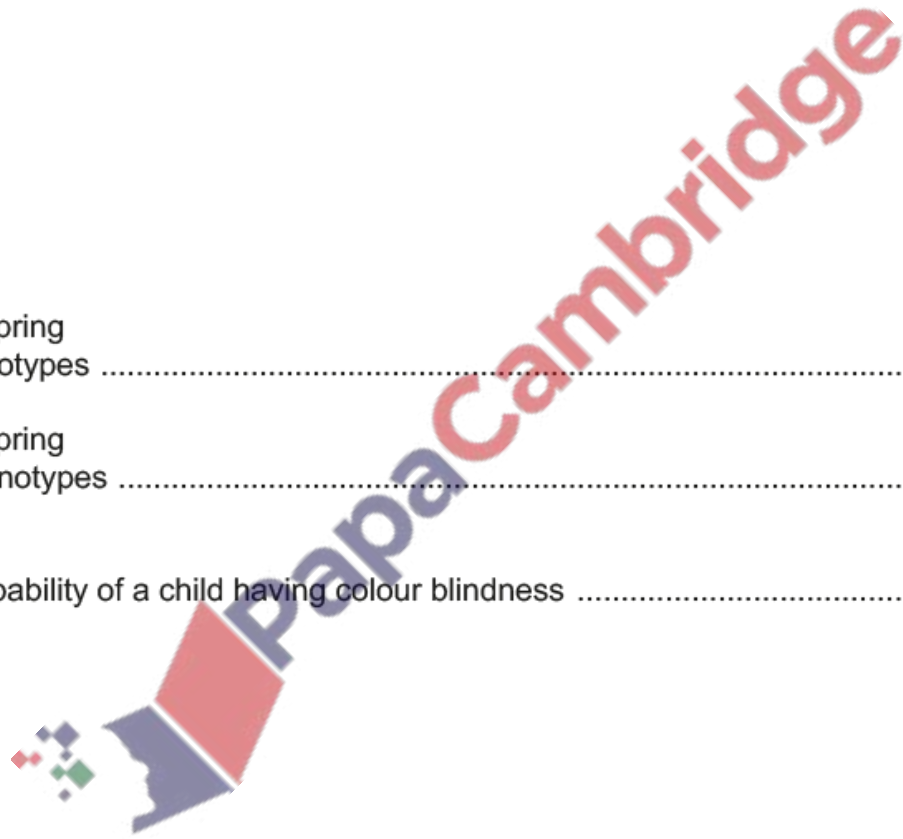 oring
otypes ................................................................................
oring
notypes ................................................................................
bability of a child having colour blindness ................................
PapaCambridge